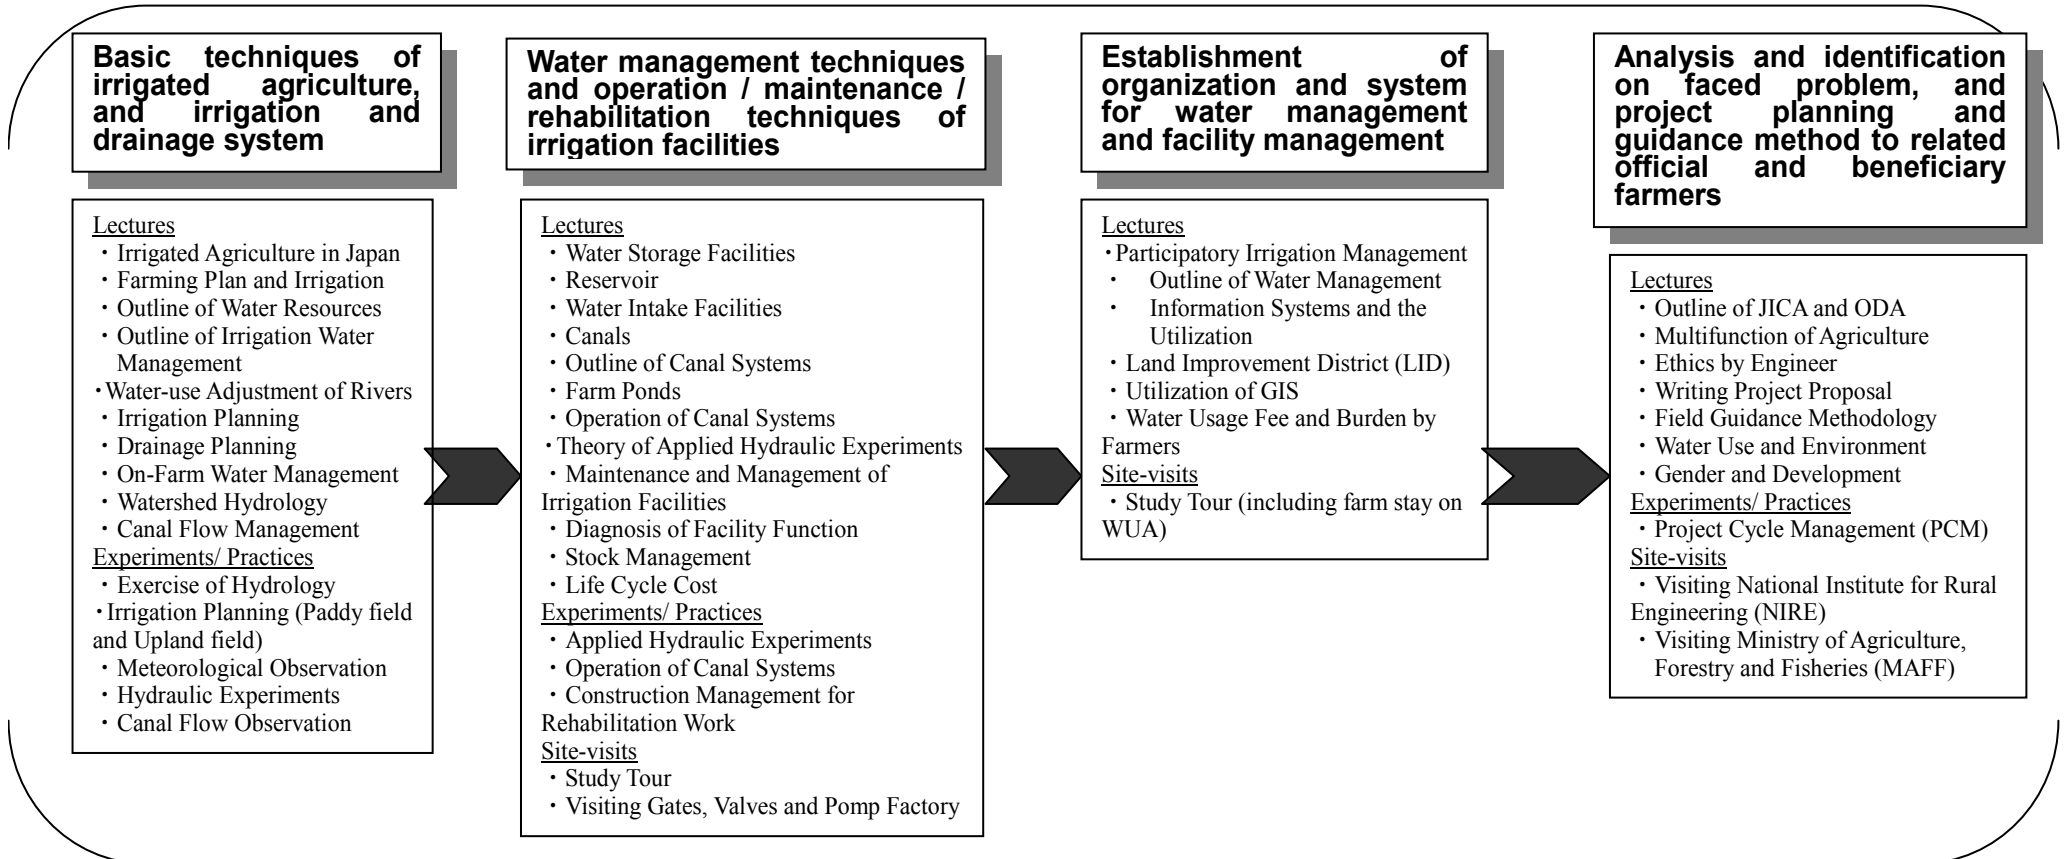 Basic techniques of
irrigated agriculture,
and irrigation and
drainage system
Lectures
・Irrigated Agriculture in Japan
・Farming Plan and Irrigation
・Outline of Water Resources
・Outline of Irrigation Water
Management
・Water-use Adjustment of Rivers
・Irrigation Planning
・Drainage Planning
・On-Farm Water Management
・Watershed Hydrology
・Canal Flow Management
Experiments/ Practices
・Exercise of Hydrology
・Irrigation Planning (Paddy field
and Upland field)
・Meteorological Observation
・Hydraulic Experiments
・Canal Flow Observation
Water management techniques
and operation / maintenance /
rehabilitation techniques of
irrigation facilities
Lectures
・Water Storage Facilities
・Reservoir
・Water Intake Facilities
・Canals
・Outline of Canal Systems
・Farm Ponds
・Operation of Canal Systems
・Theory of Applied Hydraulic Experiments
・Maintenance and Management of
Irrigation Facilities
・Diagnosis of Facility Function
・Stock Management
・Life Cycle Cost
Experiments/ Practices
・Applied Hydraulic Experiments
・Operation of Canal Systems
・Construction Management for
Rehabilitation Work
Site-visits
・Study Tour
・Visiting Gates, Valves and Pomp Factory
Establishment of
organization and system
for water management
and facility management
Lectures
・Participatory Irrigation Management
・ Outline of Water Management
・ Information Systems and the
Utilization
・Land Improvement District (LID)
・Utilization of GIS
・Water Usage Fee and Burden by
Farmers
Site-visits
・Study Tour (including farm stay on
WUA)
Analysis and identification
on faced problem, and
project planning and
guidance method to related
official and beneficiary
farmers
Lectures
・Outline of JICA and ODA
・Multifunction of Agriculture
・Ethics by Engineer
・Writing Project Proposal
・Field Guidance Methodology
・Water Use and Environment
・Gender and Development
Experiments/ Practices
・Project Cycle Management (PCM)
Site-visits
・Visiting National Institute for Rural
Engineering (NIRE)
・Visiting Ministry of Agriculture,
Forestry and Fisheries (MAFF)